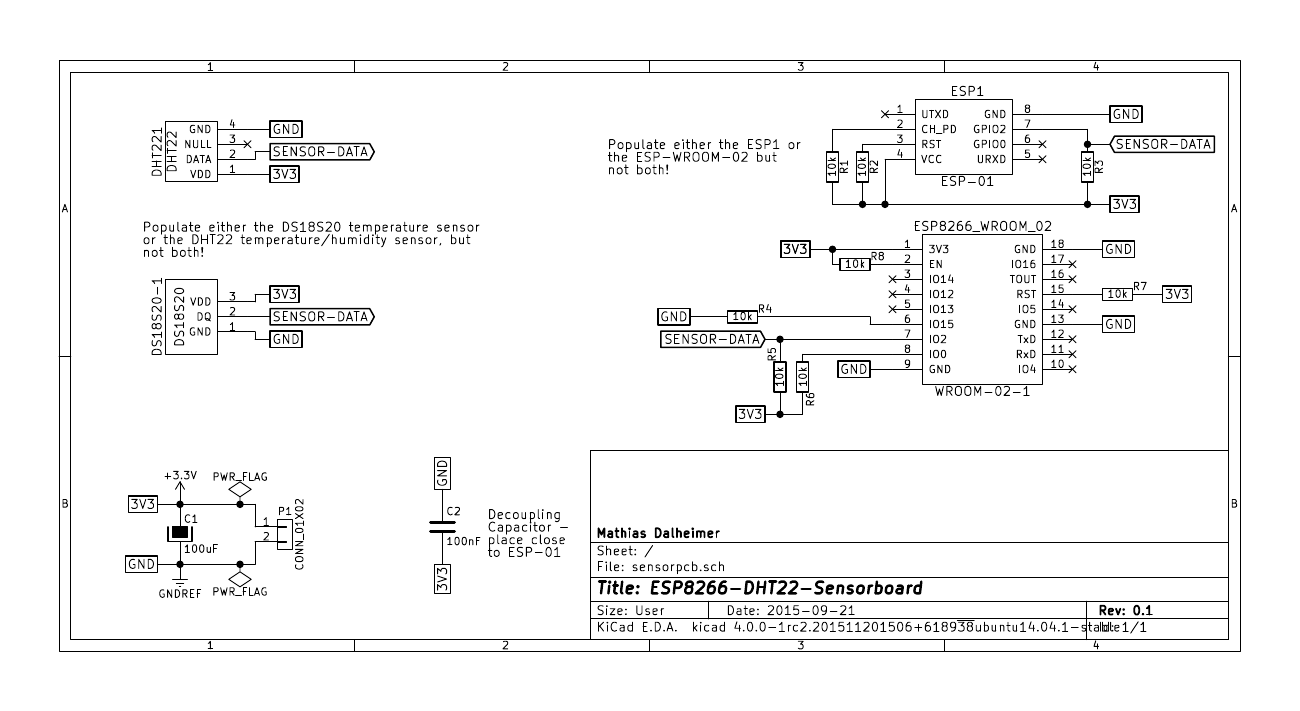 1
2
3
4
A
A
B
B
DHT221
DHT22
GND 4 GND
NULL 3
DATA 2 SENSOR-DATA
VDD 1 3V3
Populate either the DS18S20 temperature sensor
or the DHT22 temperature/humidity sensor, but
not both!
DS18S20-1
DS18S20
VDD 3 3V3
DQ 2 SENSOR-DATA
GND 1 GND
Populate either the ESP1 or
the ESP-WROOM-02 but
not both!
ESP1
1 UTXD GND 8 GND
2 CH_PD GPIO2 7
3 RST GPIO0 6 SENSOR-DATA
4 VCC URXD 5
ESP-01
10k R1
10k R2
10k R3
3V3
ESP8266_WROOM_02
3V3 1 3V3 GND 18 GND
10k R8 2 EN IO16 17
3 IO14 TOUT 16
4 IO12 RST 15 10k R7 3V3
5 IO13 IO5 14
GND 10k R4 6 IO15 GND 13 GND
SENSOR-DATA 7 IO2 TxD 12
8 IO0 RxD 11
GND 9 GND IO4 10
WROOM-02-1
R5 10k
10k R6
3V3
+3.3V
PWR_FLAG
3V3
C1
100uF
P1
1
2
CONN_01X02
GND
GNDREF
PWR_FLAG
GND
C2
100nF
3V3
Decoupling
Capacitor -
place close
to ESP-01
Mathias Dalheimer
Sheet: /
File: sensorpcb.sch
Title: ESP8266-DHT22-Sensorboard
Size: User Date: 2015-09-21 Rev: 0.1
KiCad E.D.A. kicad 4.0.0-1rc2.201511201506+618938ubuntu14.04.1-stable 1/1
1
2
3
4